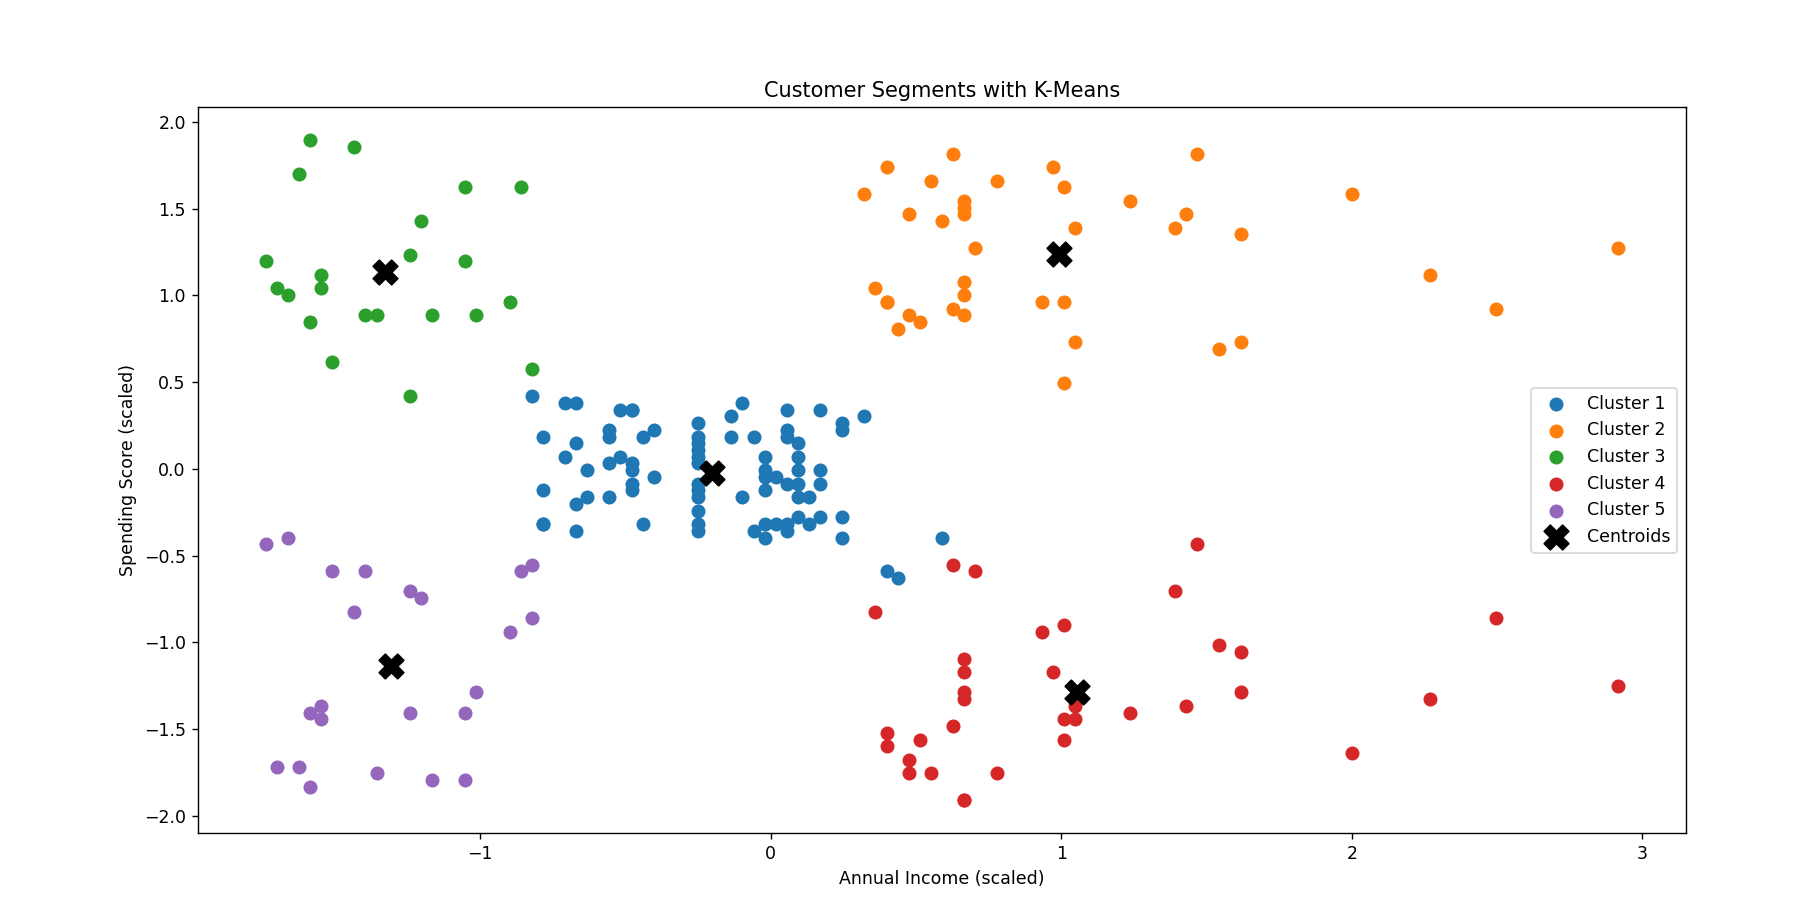 Customer Segments with K-Means
2.0
1.5
1.0
0.5
0.0
−0.5
−1.0
−1.5
−2.0
Spending Score (scaled)
Cluster 1
Cluster 2
Cluster 3
Cluster 4
Cluster 5
Centroids
−1 0 1 2 3
Annual Income (scaled)